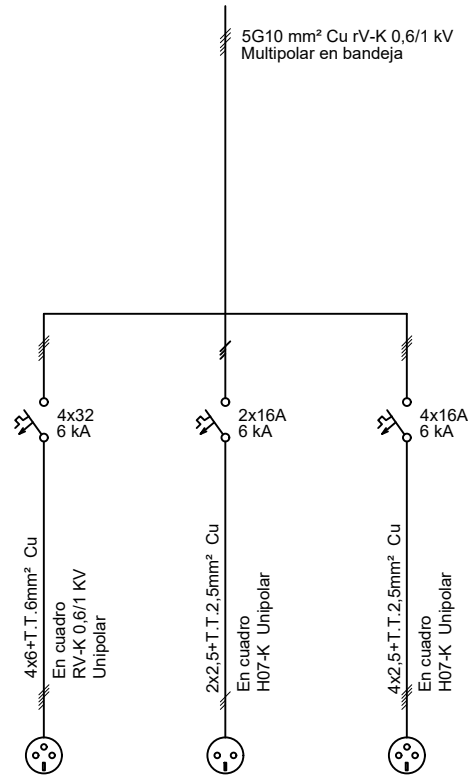 5G10 mm² Cu rV-K 0,6/1 kV
Multipolar en bandeja
4x32
6 kA
2x16A
6 kA
4x16A
6 kA
4x6+T.T.6mm² Cu
En cuadro
RV-K 0,6/1 KV
Unipolar
2x2,5+T.T.2,5mm² Cu
En cuadro
H07-K Unipolar
4x2,5+T.T.2,5mm² Cu
En cuadro
H07-K Unipolar